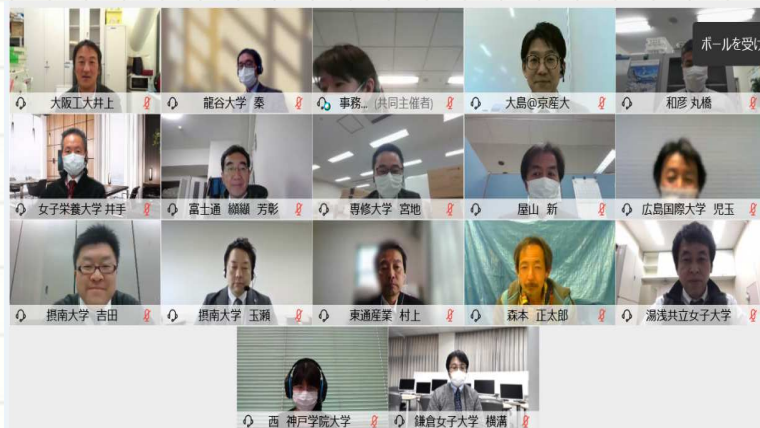 ボールを受け
大阪工大井上
龍谷大学 秦
事務... (共同主催者)
大島@京産大
和彦 丸橋
女子栄養大学 井手
富士通 纐纈 芳彰
専修大学 宮地
屋山 新
広島国際大学 児玉
摂南大学 吉田
摂南大学 玉瀬
東通産業 村上
森本 正太郎
湯浅共立女子大学
西 神戸学院大学
鎌倉女子大学 横溝